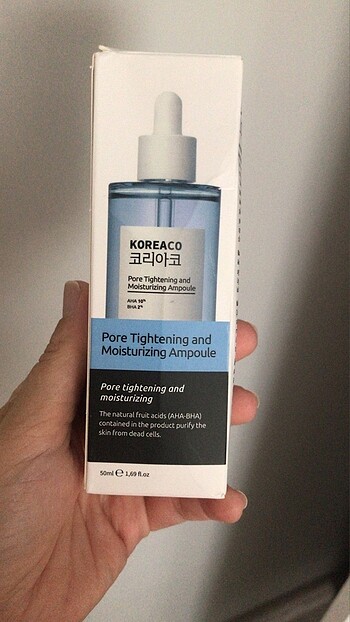 KOREACO
코리아코
Pore Tightening and
Moisturizing Ampoule
AHA 10%
BHA 2%
Pore Tightening and
Moisturizing Ampoule
Pore tightening and
moisturizing
The natural fruit acids (AHA-BHA)
contained in the product purify the
skin from dead cells.
50ml ℮ 1,69 fl.oz